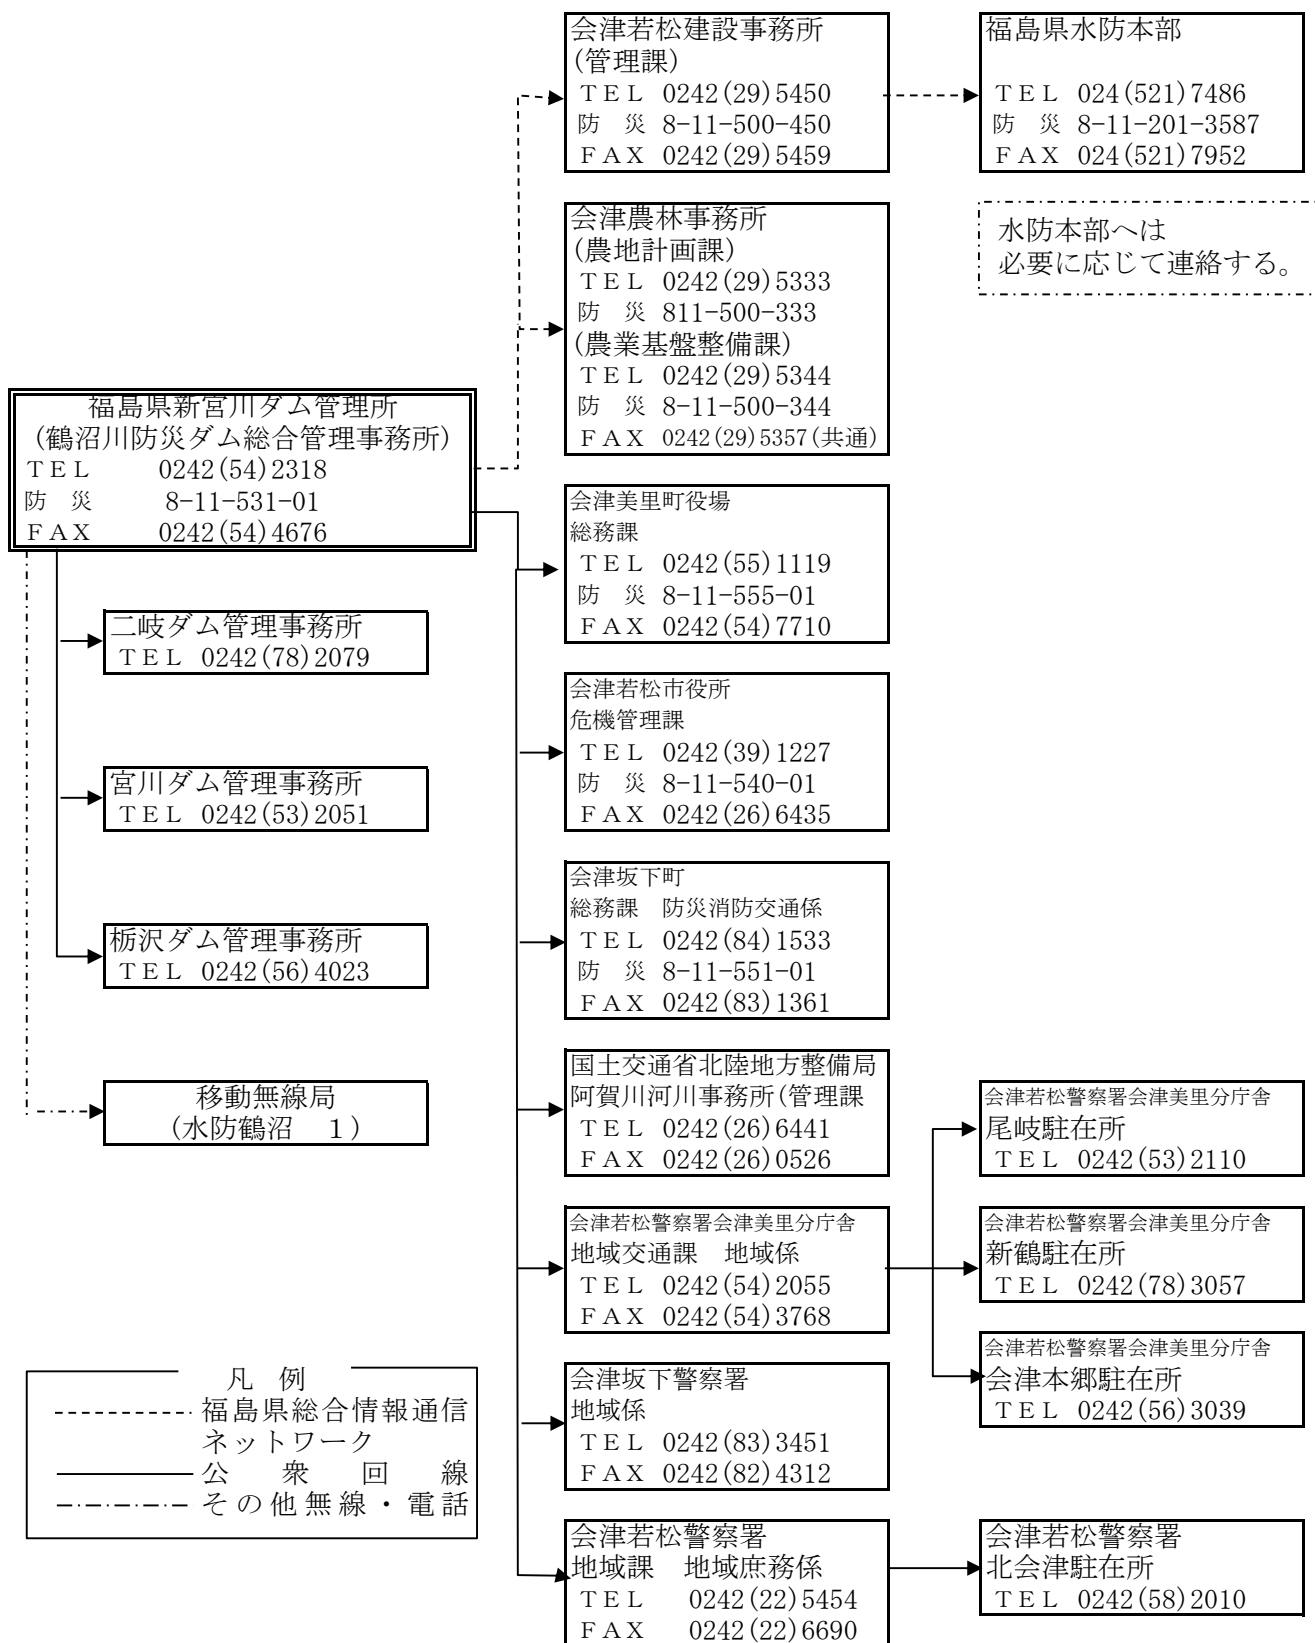 会津若松建設事務所
(管理課)
ＴＥＬ 0242(29)5450
防　災 8-11-500-450
ＦＡＸ 0242(29)5459
福島県水防本部
ＴＥＬ 024(521)7486
防　災 8-11-201-3587
ＦＡＸ 024(521)7952
会津農林事務所
(農地計画課)
ＴＥＬ 0242(29)5333
防　災 811-500-333
(農業基盤整備課)
ＴＥＬ 0242(29)5344
防　災 8-11-500-344
ＦＡＸ 0242(29)5357(共通)
水防本部へは
必要に応じて連絡する。
福島県新宮川ダム管理所
(鶴沼川防災ダム総合管理事務所)
ＴＥＬ 0242(54)2318
防　災 8-11-531-01
ＦＡＸ 0242(54)4676
二岐ダム管理事務所
ＴＥＬ 0242(78)2079
宮川ダム管理事務所
ＴＥＬ 0242(53)2051
栃沢ダム管理事務所
ＴＥＬ 0242(56)4023
移動無線局
(水防鶴沼　１)
会津美里町役場
総務課
ＴＥＬ 0242(55)1119
防　災 8-11-555-01
ＦＡＸ 0242(54)7710
会津若松市役所
危機管理課
ＴＥＬ 0242(39)1227
防　災 8-11-540-01
ＦＡＸ 0242(26)6435
会津坂下町
総務課　防災消防交通係
ＴＥＬ 0242(84)1533
防　災 8-11-551-01
ＦＡＸ 0242(83)1361
国土交通省北陸地方整備局
阿賀川河川事務所(管理課
ＴＥＬ 0242(26)6441
ＦＡＸ 0242(26)0526
会津若松警察署会津美里分庁舎
地域交通課　地域係
ＴＥＬ 0242(54)2055
ＦＡＸ 0242(54)3768
会津若松警察署会津美里分庁舎
尾岐駐在所
ＴＥＬ 0242(53)2110
会津若松警察署会津美里分庁舎
新鶴駐在所
ＴＥＬ 0242(78)3057
会津若松警察署会津美里分庁舎
会津本郷駐在所
ＴＥＬ 0242(56)3039
会津坂下警察署
地域係
ＴＥＬ 0242(83)3451
ＦＡＸ 0242(82)4312
会津若松警察署
地域課　地域庶務係
ＴＥＬ 0242(22)5454
ＦＡＸ 0242(22)6690
会津若松警察署
北会津駐在所
ＴＥＬ 0242(58)2010
凡　例
福島県総合情報通信
ネットワーク
公　衆　回　線
その他無線・電話